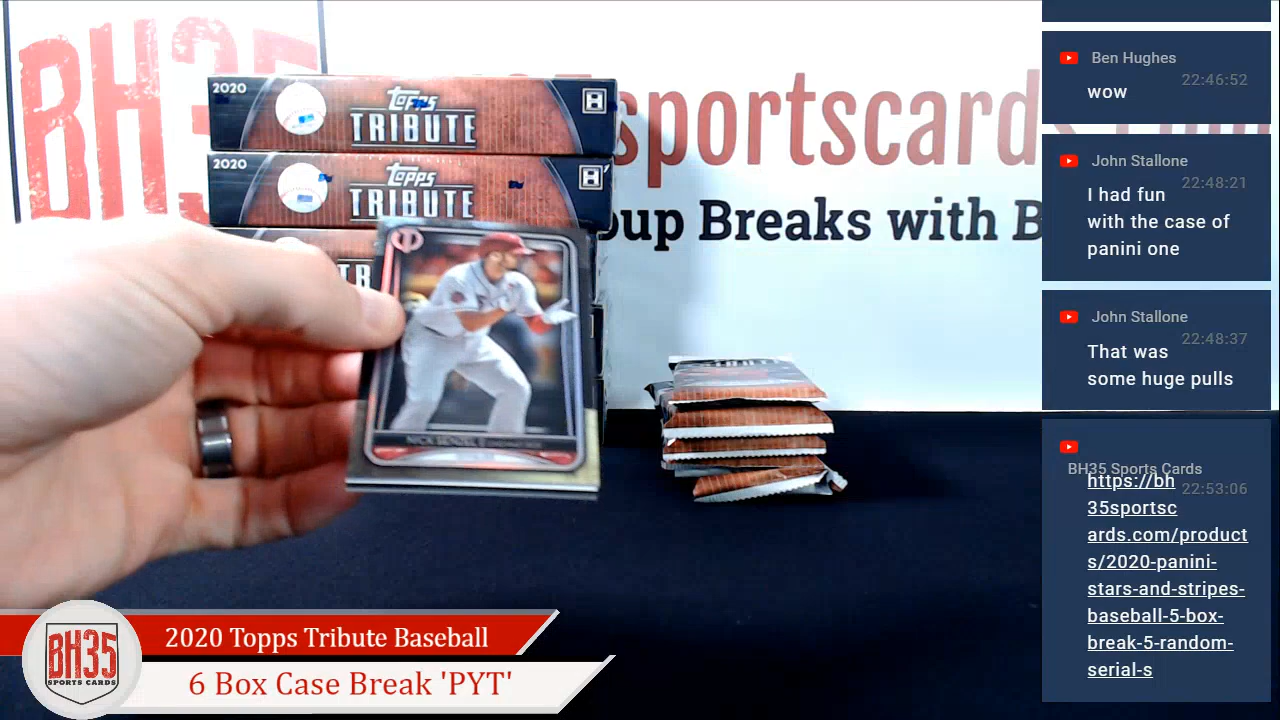 BH35
2020
Topps
TRIBUTE
H
2020
Topps
TRIBUTE
H
TR
sportscards
oup Breaks with B
NICK SENZEL
Ben Hughes
22:46:52
wow
John Stallone
22:48:21
I had fun
with the case of
panini one
John Stallone
22:48:37
That was
some huge pulls
BH35 Sports Cards
22:53:06
https://bh
35sportsc
ards.com/product
s/2020-panini-
stars-and-stripes-
baseball-5-box-
break-5-random-
serial-s
BH35
SPORTS CARDS
2020 Topps Tribute Baseball
6 Box Case Break 'PYT'